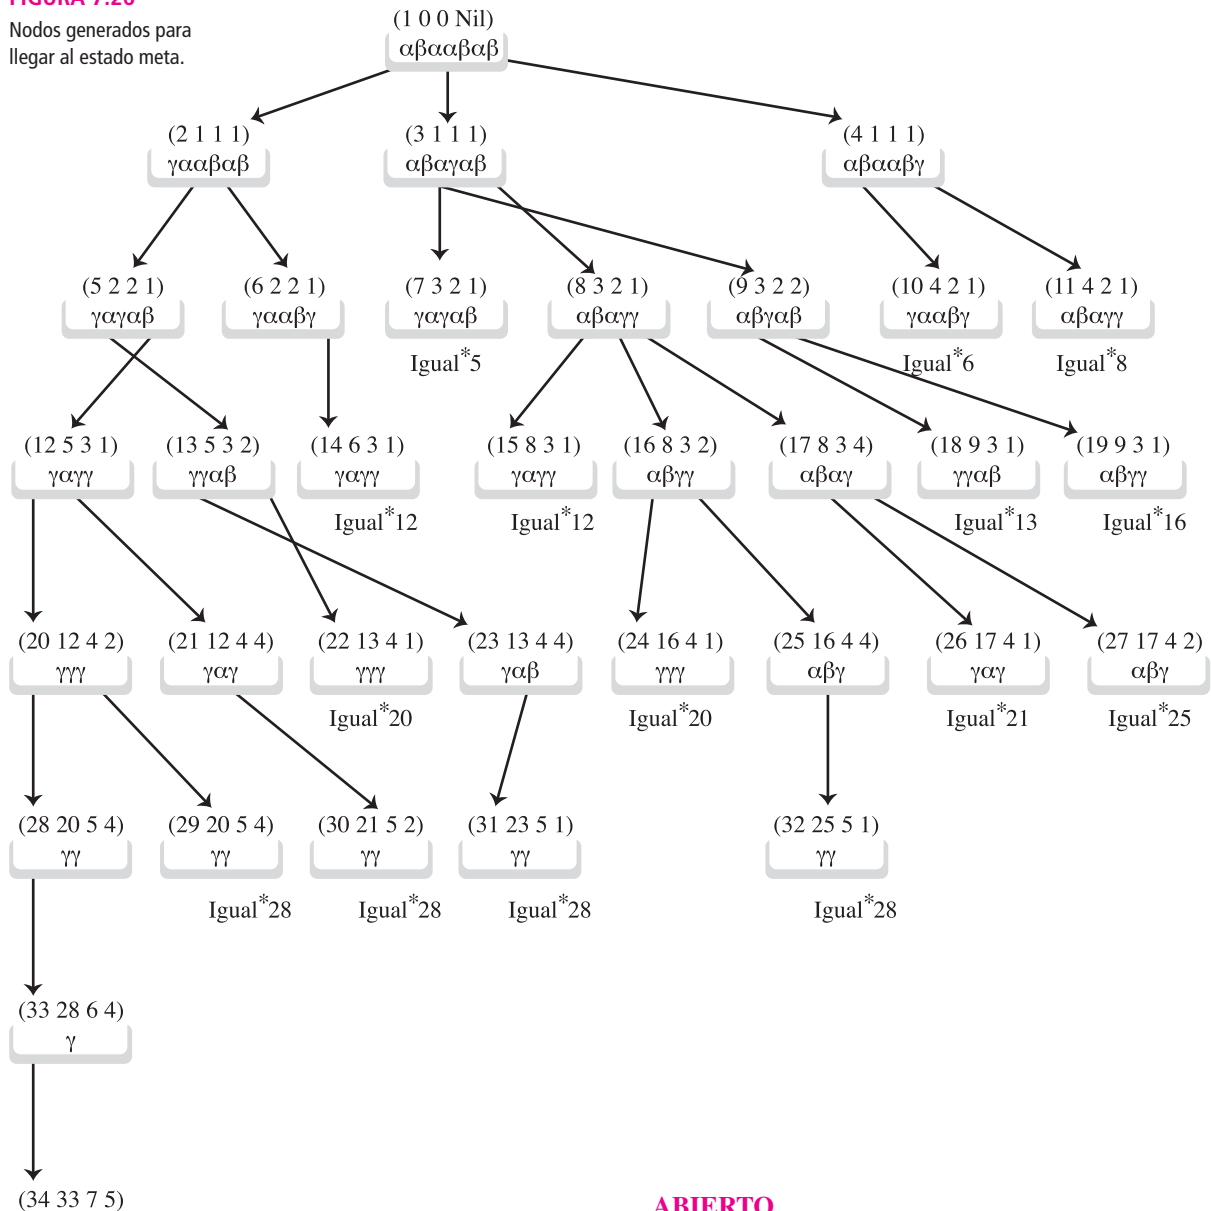 FIGURA 7.26
Nodos generados para
llegar al estado meta.
(1 0 0 Nil)
αβααβαβ
(2 1 1 1)
γααβαβ
(3 1 1 1)
αβαγαβ
(4 1 1 1)
αβααβγ
(5 2 2 1)
γαγαβ
(6 2 2 1)
γααβγ
(7 3 2 1)
γαγαβ
Igual*5
(8 3 2 1)
αβαγγ
(9 3 2 2)
αβγαβ
(10 4 2 1)
γααβγ
Igual*6
(11 4 2 1)
αβαγγ
Igual*8
(12 5 3 1)
γαγγ
(13 5 3 2)
γγαβ
(14 6 3 1)
γαγγ
Igual*12
(15 8 3 1)
γαγγ
Igual*12
(16 8 3 2)
αβγγ
(17 8 3 4)
αβαγ
(18 9 3 1)
γγαβ
Igual*13
(19 9 3 1)
αβγγ
Igual*16
(20 12 4 2)
γγγ
(21 12 4 4)
γαγ
(22 13 4 1)
γγγ
Igual*20
(23 13 4 4)
γαβ
(24 16 4 1)
γγγ
Igual*20
(25 16 4 4)
αβγ
(26 17 4 1)
γαγ
Igual*21
(27 17 4 2)
αβγ
Igual*25
(28 20 5 4)
γγ
(29 20 5 4)
γγ
Igual*28
(30 21 5 2)
γγ
Igual*28
(31 23 5 1)
γγ
Igual*28
(32 25 5 1)
γγ
Igual*28
(33 28 6 4)
γ
(34 33 7 5)
ABIERTO